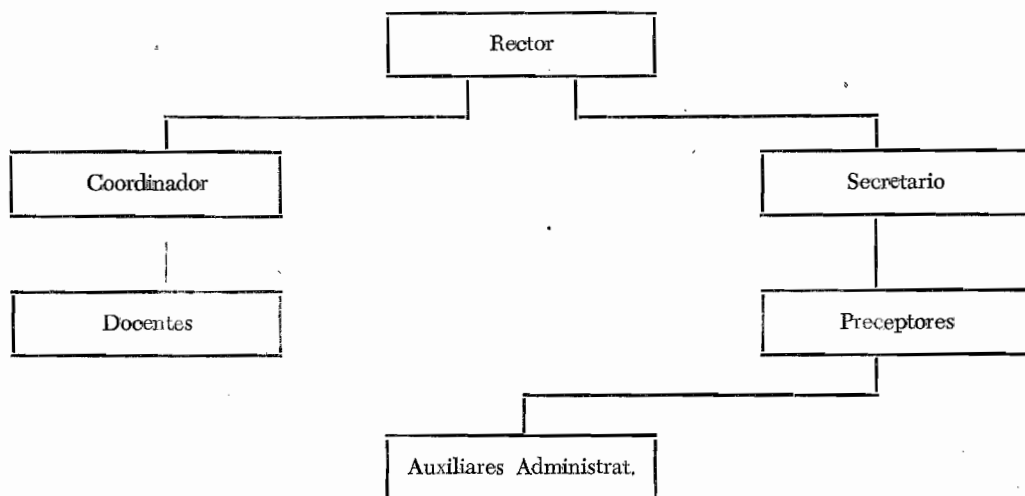 Rector
Coordinador
Secretario
Docentes
Preceptores
Auxiliares Administrat.